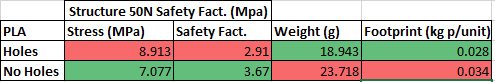 Structure 50N Safety Fact. (Mpa)
PLA Stress (MPa) Safety Fact. Weight (g) Footprint (kg p/unit)
Holes 8.913 2.91 18.943 0.028
No Holes 7.077 3.67 23.718 0.034